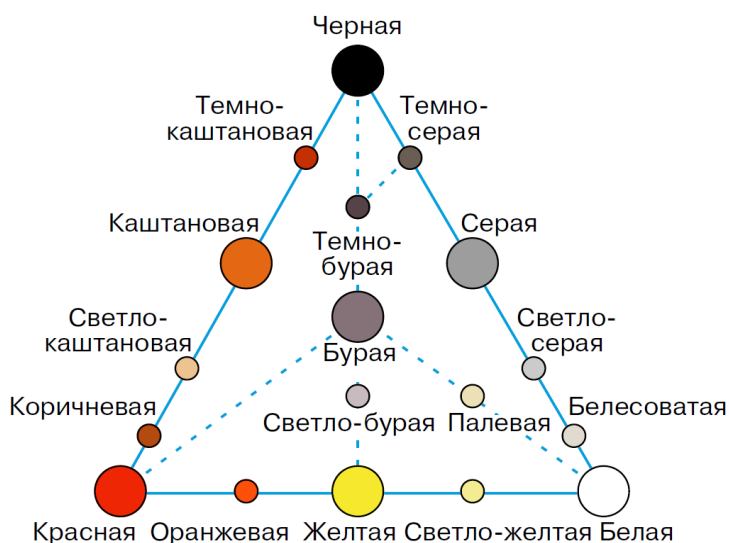 Черная
Темно-
каштановая
Темно-
серая
Каштановая
Серая
Темно-
бурая
Светло-
каштановая
Светло-
серая
Бурая
Коричневая
Светло-бурая
Палевая
Белесоватая
Красная
Оранжевая
Желтая
Светло-желтая
Белая